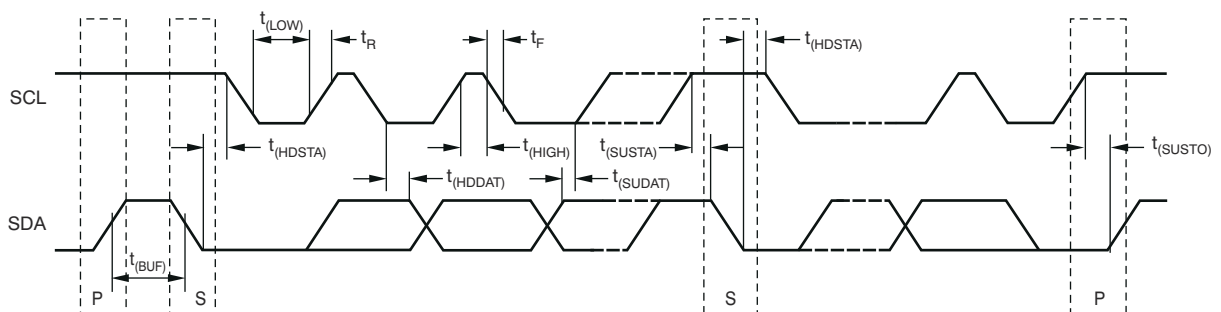 t(LOW)
tR
tF
t(HDSTA)
SCL
t(HDSTA)
t(HIGH)
t(SUSTA)
t(SUSTO)
t(HDDAT)
t(SUDAT)
SDA
t(BUF)
P
S
S
P